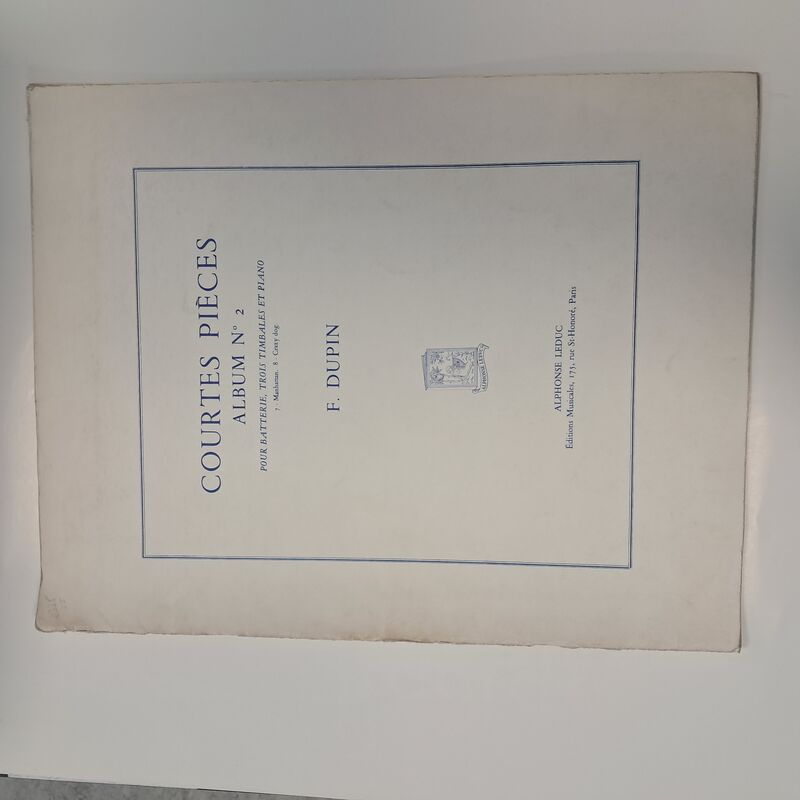 COURTES PIÈCES
ALBUM Nº 2
POUR BATTERIE, TROIS TIMBALES ET PIANO
7 - Manhattan. 8 - Crazy dog
F. DUPIN
ALPHONSE LEDUC
ALPHONSE LEDUC
Éditions Musicales, 175, rue St-Honoré, Paris